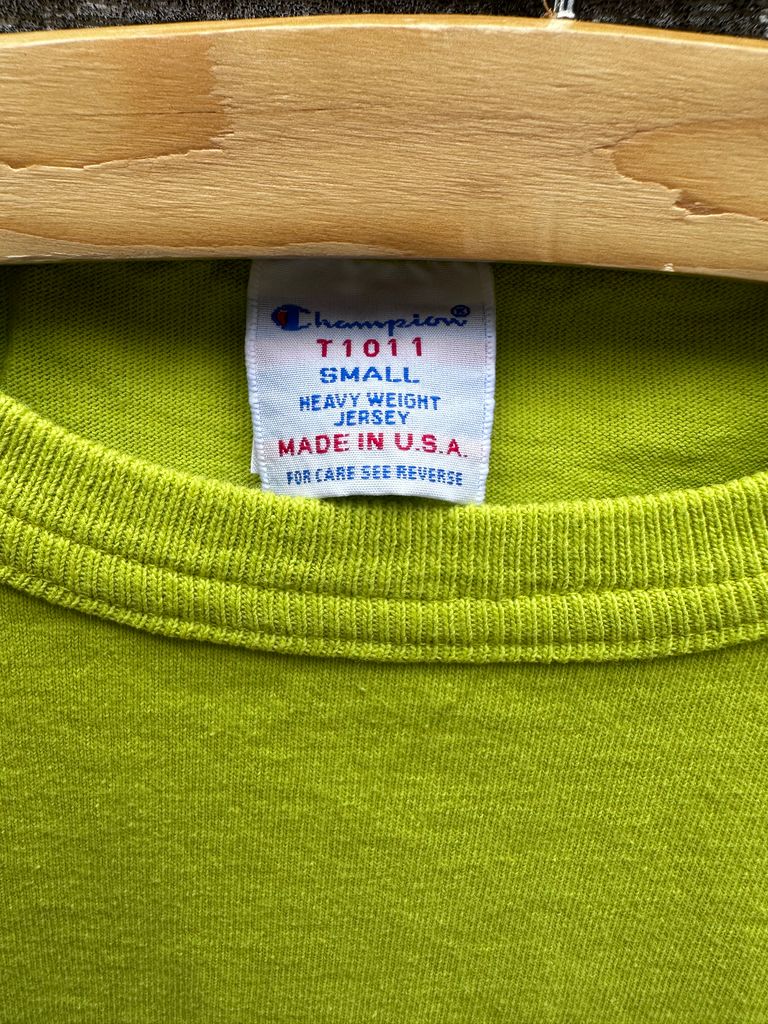 Champion®
T1011
SMALL
HEAVY WEIGHT
JERSEY
MADE IN U.S.A.
FOR CARE SEE REVERSE